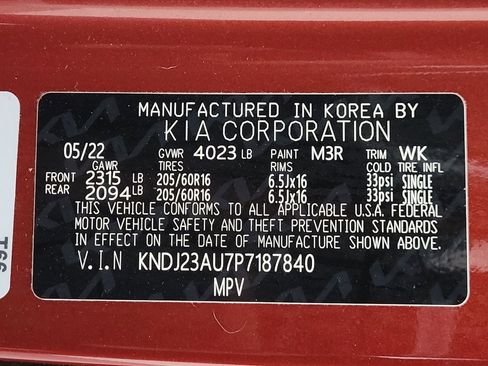 MANUFACTURED IN KOREA BY
KIA CORPORATION
05/22 GVWR 4023 LB PAINT M3R TRIM WK
GAWR TIRES RIMS COLD TIRE INFL
FRONT 2315 LB 205/60R16 6.5Jx16 33psi SINGLE
REAR 2094 LB 205/60R16 6.5Jx16 33psi SINGLE
THIS VEHICLE CONFORMS TO ALL APPLICABLE U.S.A. FEDERAL
MOTOR VEHICLE SAFETY AND THEFT PREVENTION STANDARDS
IN EFFECT ON THE DATE OF MANUFACTURE SHOWN ABOVE.
V.I.N KNDJ23AU7P7187840
MPV